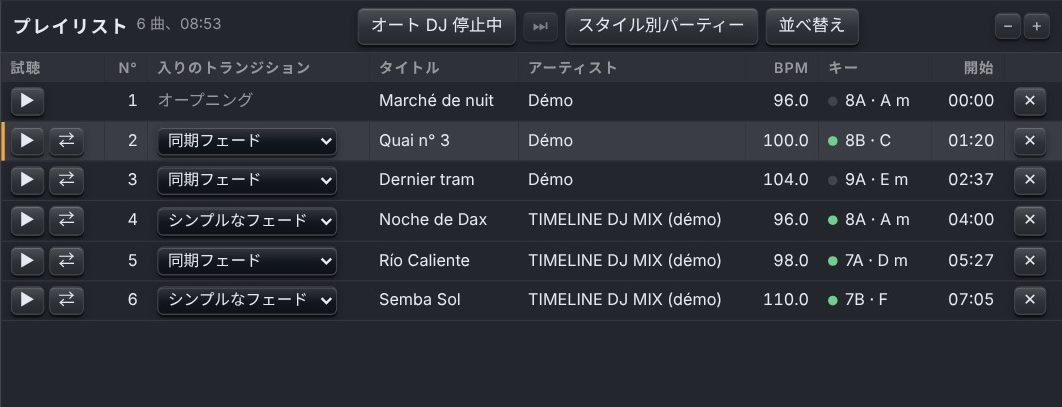 プレイリスト 6 曲、08:53 オート DJ 停止中 スタイル別パーティー 並べ替え − +
試聴 N° 入りのトランジション タイトル アーティスト BPM キー 開始
1 オープニング Marché de nuit Démo 96.0 8A · A m 00:00 ✕
2 同期フェード Quai n° 3 Démo 100.0 8B · C 01:20 ✕
3 同期フェード Dernier tram Démo 104.0 9A · E m 02:37 ✕
4 シンプルなフェード Noche de Dax TIMELINE DJ MIX (démo) 96.0 8A · A m 04:00 ✕
5 同期フェード Río Caliente TIMELINE DJ MIX (démo) 98.0 7A · D m 05:27 ✕
6 シンプルなフェード Semba Sol TIMELINE DJ MIX (démo) 110.0 7B · F 07:05 ✕